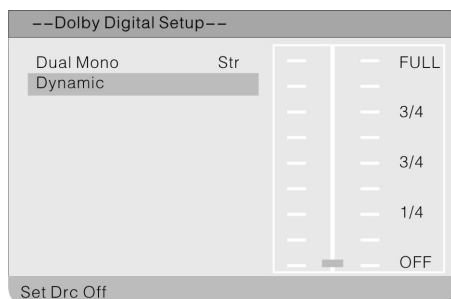 --Dolby Digital Setup--
Dual Mono Str
Dynamic
FULL
3/4
3/4
1/4
OFF
Set Drc Off